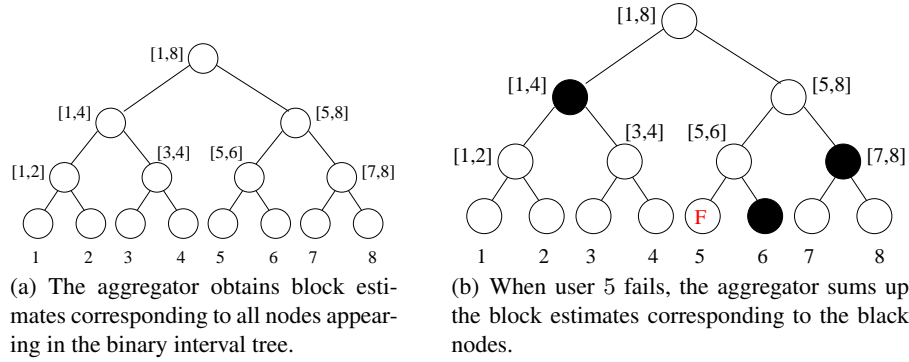 [1,8]
[1,4]
[5,8]
[1,2]
[3,4]
[5,6]
[7,8]
1 2 3 4 5 6 7 8
(a) The aggregator obtains block esti-
mates corresponding to all nodes appear-
ing in the binary interval tree.
[1,8]
[1,4]
[5,8]
[1,2]
[3,4]
[5,6]
[7,8]
F
1 2 3 4 5 6 7 8
(b) When user 5 fails, the aggregator sums up
the block estimates corresponding to the black
nodes.